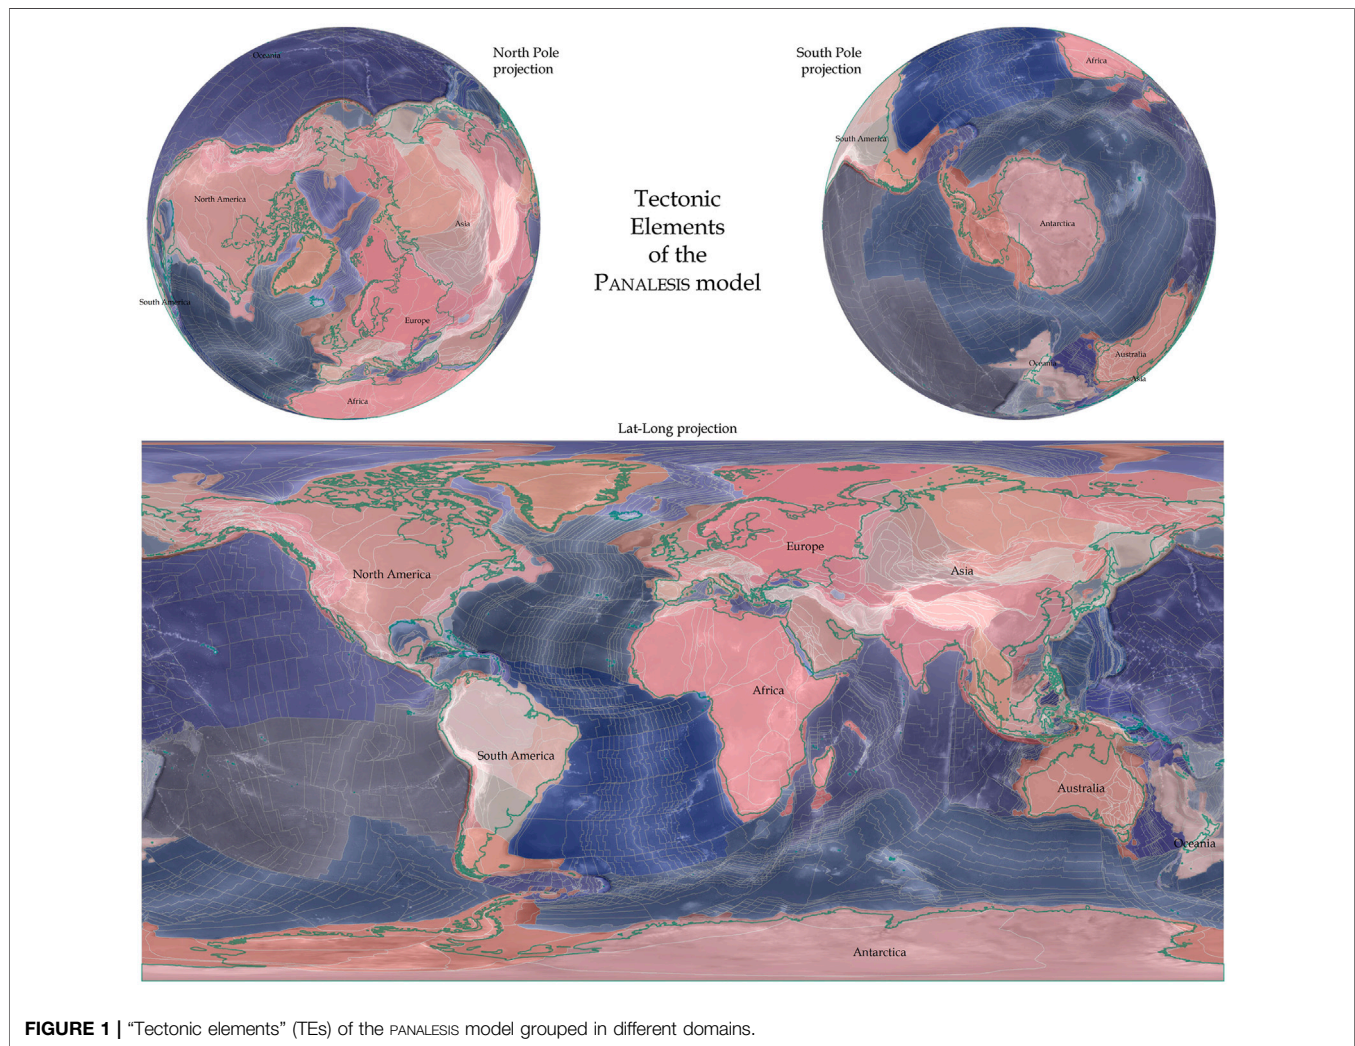 North Pole
projection
South Pole
projection
Oceania
North America
Asia
South America
Europe
Africa
Tectonic
Elements
of the
PANALESIS model
Africa
South America
Antarctica
Oceania
Australia
Asia
Lat-Long projection
North America
Europe
Asia
Africa
South America
Australia
Oceania
Antarctica
FIGURE 1 | “Tectonic elements” (TEs) of the PANALESIS model grouped in different domains.